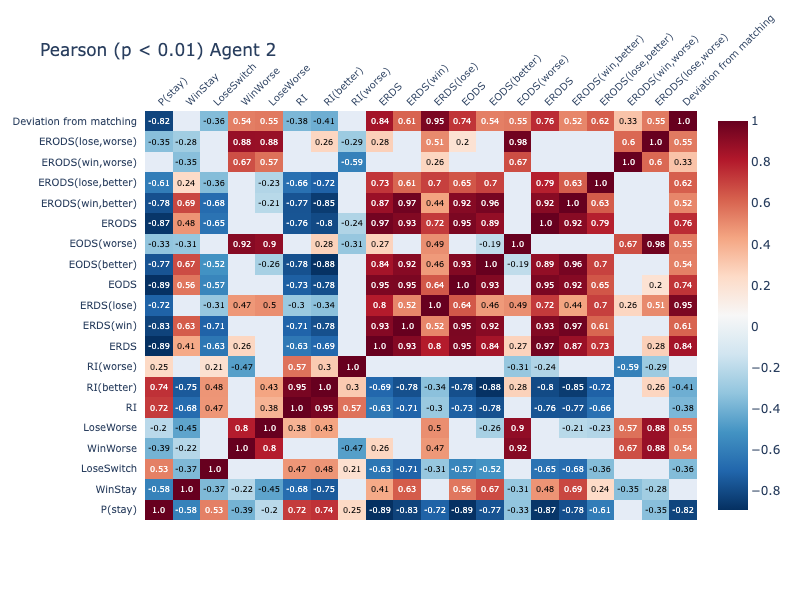 Pearson (p < 0.01) Agent 2
P(stay) WinStay LoseSwitch WinWorse LoseWorse RI RI(better) RI(worse) ERDS ERDS(win) ERDS(lose) EODS EODS(better) EODS(worse) ERODS ERODS(win,better) ERODS(lose,better) ERODS(win,worse) ERODS(lose,worse) Deviation from matching
Deviation from matching -0.82 -0.36 0.54 0.55 -0.38 -0.41 0.84 0.61 0.95 0.74 0.54 0.55 0.76 0.52 0.62 0.33 0.55 1.0
ERODS(lose,worse) -0.35 -0.28 0.88 0.88 0.26 -0.29 0.28 0.51 0.2 0.98 0.6 1.0 0.55
ERODS(win,worse) -0.35 0.67 0.57 -0.59 0.26 0.67 1.0 0.6 0.33
ERODS(lose,better) -0.61 0.24 -0.36 -0.23 -0.66 -0.72 0.73 0.61 0.7 0.65 0.7 0.79 0.63 1.0 0.62
ERODS(win,better) -0.78 0.69 -0.68 -0.21 -0.77 -0.85 0.87 0.97 0.44 0.92 0.96 0.92 1.0 0.63 0.52
ERODS -0.87 0.48 -0.65 -0.76 -0.8 -0.24 0.97 0.93 0.72 0.95 0.89 1.0 0.92 0.79 0.76
EODS(worse) -0.33 -0.31 0.92 0.9 0.28 -0.31 0.27 0.49 -0.19 1.0 0.67 0.98 0.55
EODS(better) -0.77 0.67 -0.52 -0.26 -0.78 -0.88 0.84 0.92 0.46 0.93 1.0 -0.19 0.89 0.96 0.7 0.54
EODS -0.89 0.56 -0.57 -0.73 -0.78 0.95 0.95 0.64 1.0 0.93 0.95 0.92 0.65 0.2 0.74
ERDS(lose) -0.72 -0.31 0.47 0.5 -0.3 -0.34 0.8 0.52 1.0 0.64 0.46 0.49 0.72 0.44 0.7 0.26 0.51 0.95
ERDS(win) -0.83 0.63 -0.71 -0.71 -0.78 0.93 1.0 0.52 0.95 0.92 0.93 0.97 0.61 0.61
ERDS -0.89 0.41 -0.63 0.26 -0.63 -0.69 1.0 0.93 0.8 0.95 0.84 0.27 0.97 0.87 0.73 0.28 0.84
RI(worse) 0.25 0.21 -0.47 0.57 0.3 1.0 -0.31 -0.24 -0.59 -0.29
RI(better) 0.74 -0.75 0.48 0.43 0.95 1.0 0.3 -0.69 -0.78 -0.34 -0.78 -0.88 0.28 -0.8 -0.85 -0.72 0.26 -0.41
RI 0.72 -0.68 0.47 0.38 1.0 0.95 0.57 -0.63 -0.71 -0.3 -0.73 -0.78 -0.76 -0.77 -0.66 -0.38
LoseWorse -0.2 -0.45 0.8 1.0 0.38 0.43 0.5 -0.26 0.9 -0.21 -0.23 0.57 0.88 0.55
WinWorse -0.39 -0.22 1.0 0.8 -0.47 0.26 0.47 0.92 0.67 0.88 0.54
LoseSwitch 0.53 -0.37 1.0 0.47 0.48 0.21 -0.63 -0.71 -0.31 -0.57 -0.52 -0.65 -0.68 -0.36 -0.36
WinStay -0.58 1.0 -0.37 -0.22 -0.45 -0.68 -0.75 0.41 0.63 0.56 0.67 -0.31 0.48 0.69 0.24 -0.35 -0.28
P(stay) 1.0 -0.58 0.53 -0.39 -0.2 0.72 0.74 0.25 -0.89 -0.83 -0.72 -0.89 -0.77 -0.33 -0.87 -0.78 -0.61 -0.35 -0.82
1
0.8
0.6
0.4
0.2
0
−0.2
−0.4
−0.6
−0.8